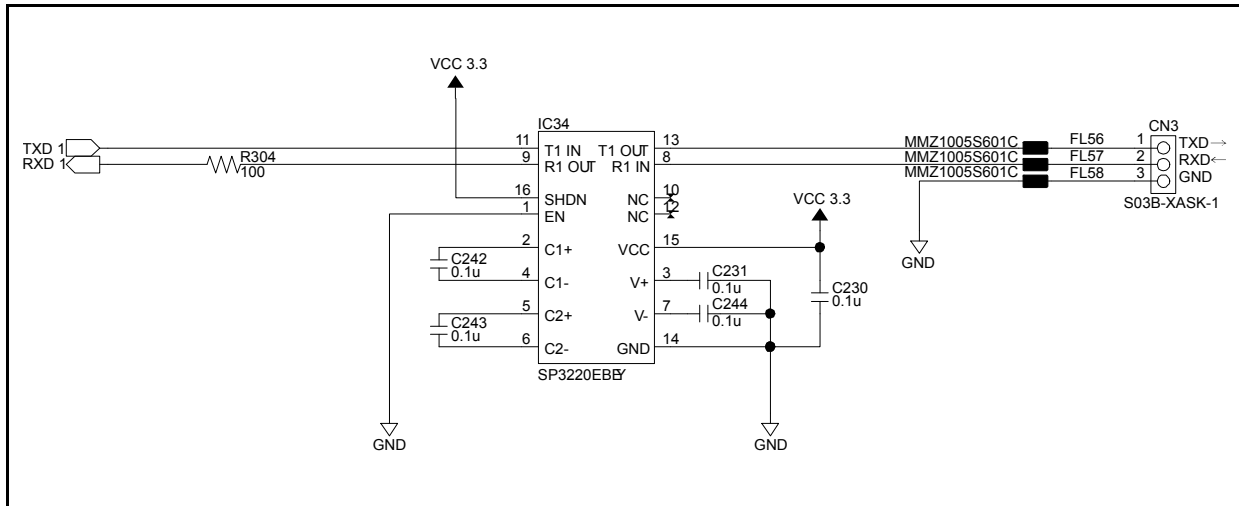 VCC 3.3
IC34
CN3
TXD 1
11
T1 IN
T1 OUT
13
MMZ1005S601C
FL56
1
TXD→
RXD 1
R304
100
9
R1 OUT
R1 IN
8
MMZ1005S601C
FL57
2
RXD←
MMZ1005S601C
FL58
3
GND
16
SHDN
NC
10
VCC 3.3
S03B-XASK-1
1
EN
NC
12
2
C1+
VCC
15
GND
C242
0.1u
4
C1-
V+
3
C231
0.1u
C230
0.1u
5
C2+
V-
7
C244
0.1u
C243
0.1u
6
C2-
GND
14
SP3220EBEY
GND
GND